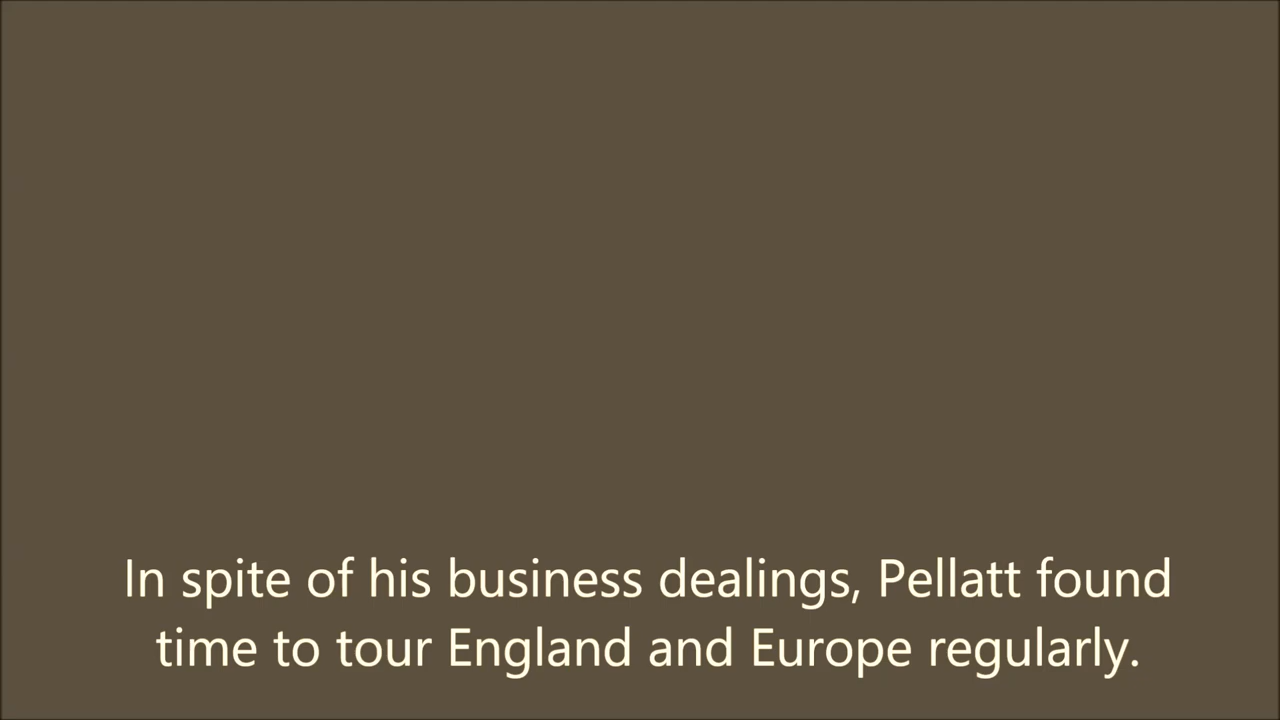 In spite of his business dealings, Pellatt found
time to tour England and Europe regularly.